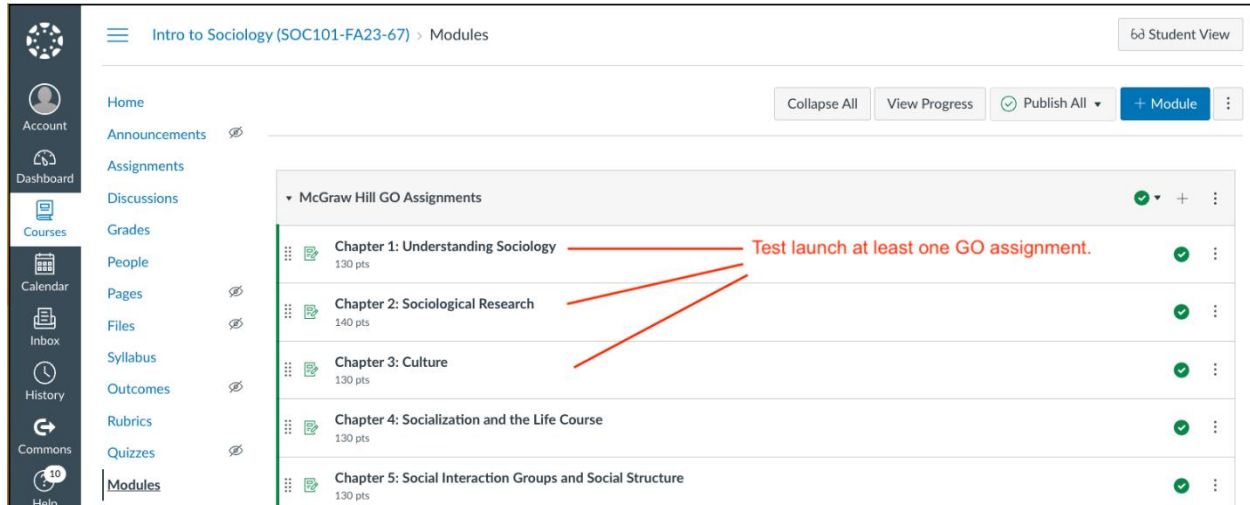 Intro to Sociology (SOC101-FA23-67) > Modules
Student View
Account
Dashboard
Courses
Calendar
Inbox
History
Commons
10
Help
Home
Announcements
Assignments
Discussions
Grades
People
Pages
Files
Syllabus
Outcomes
Rubrics
Quizzes
Modules
Collapse All
View Progress
Publish All
+ Module
McGraw Hill GO Assignments
Chapter 1: Understanding Sociology
130 pts
Test launch at least one GO assignment.
Chapter 2: Sociological Research
140 pts
Chapter 3: Culture
130 pts
Chapter 4: Socialization and the Life Course
130 pts
Chapter 5: Social Interaction Groups and Social Structure
130 pts